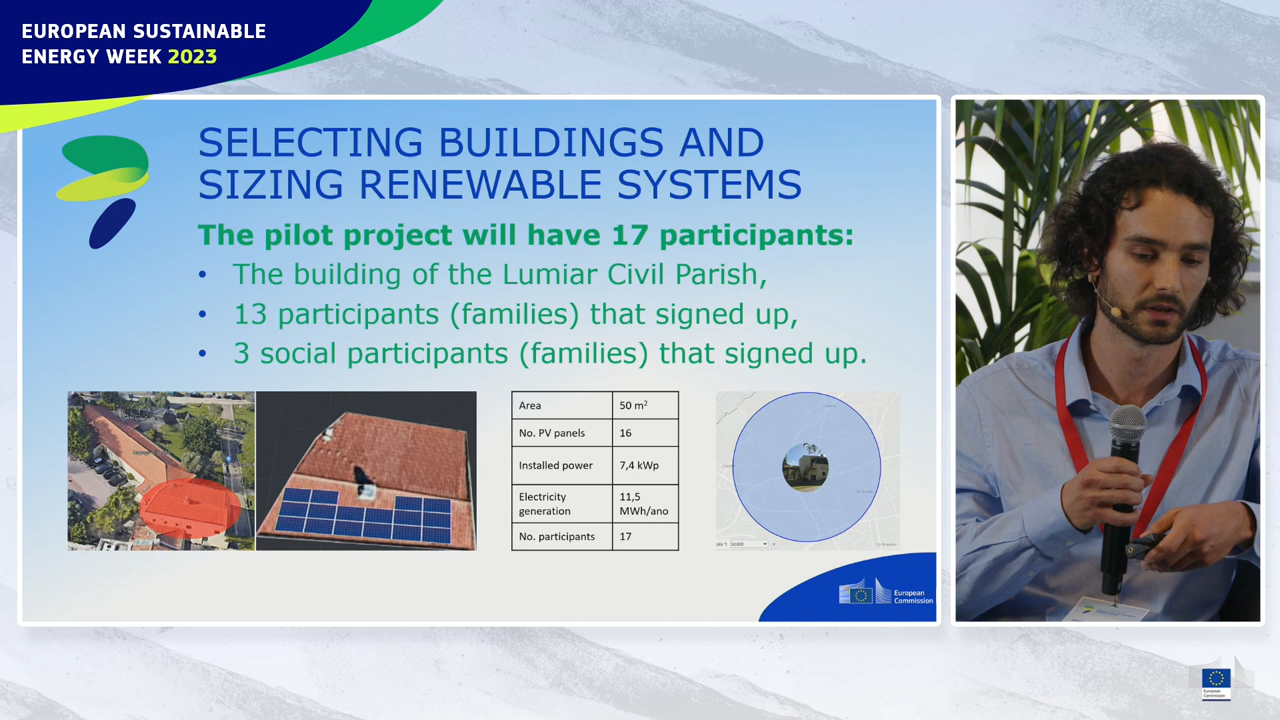 EUROPEAN SUSTAINABLE
ENERGY WEEK 2023
SELECTING BUILDINGS AND
SIZING RENEWABLE SYSTEMS
The pilot project will have 17 participants:
• The building of the Lumiar Civil Parish,
• 13 participants (families) that signed up,
• 3 social participants (families) that signed up.
Area 50 m²
No. PV panels 16
Installed power 7,4 kWp
Electricity generation 11,5 MWh/ano
No. participants 17
European
Commission
European
Commission